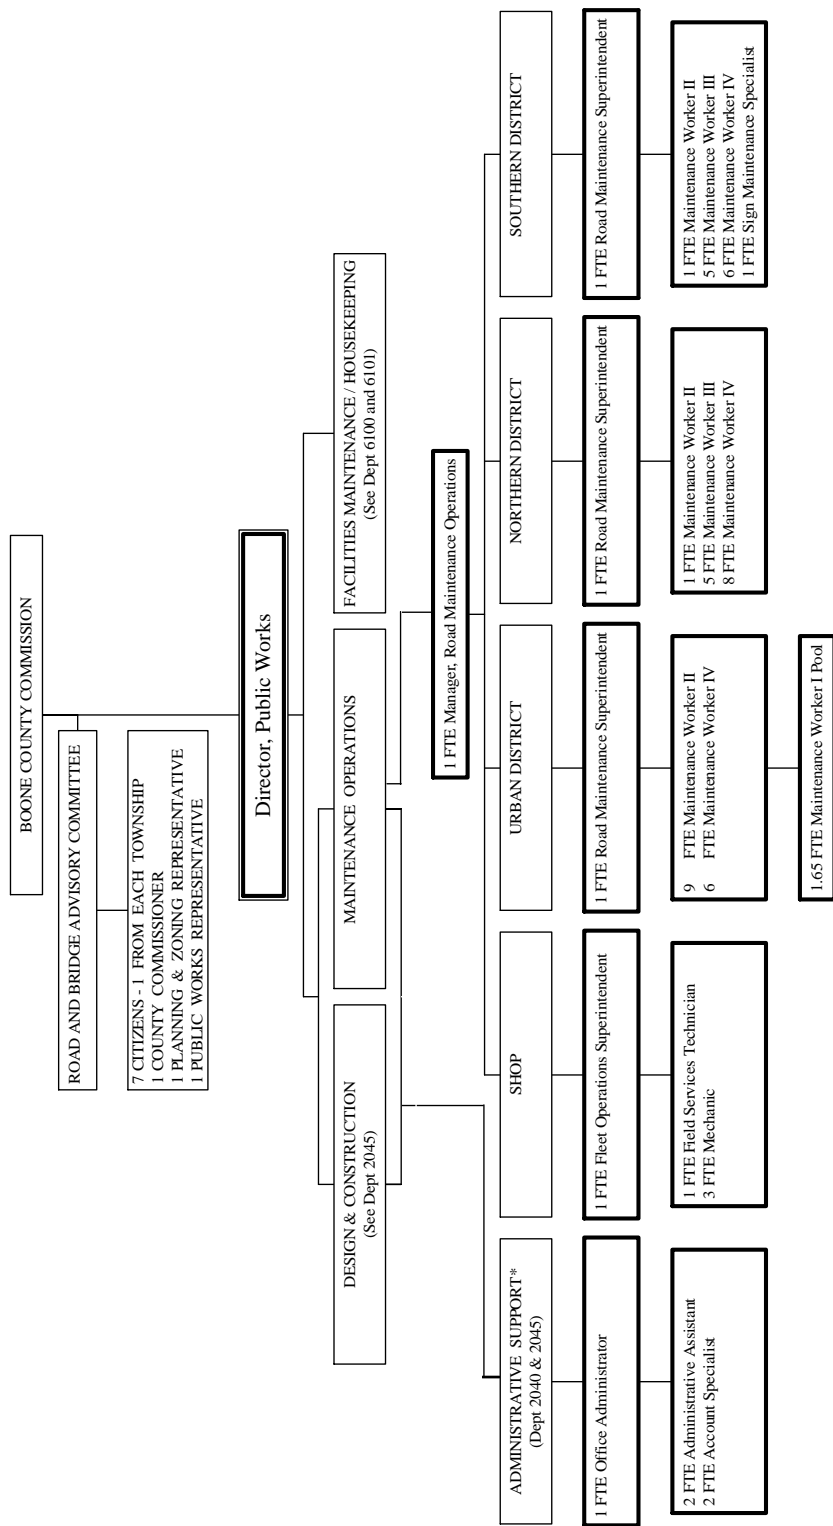 BOONE COUNTY COMMISSION
ROAD AND BRIDGE ADVISORY COMMITTEE
7 CITIZENS - 1 FROM EACH TOWNSHIP
1 COUNTY COMMISSIONER
1 PLANNING & ZONING REPRESENTATIVE
1 PUBLIC WORKS REPRESENTATIVE
Director, Public Works
DESIGN & CONSTRUCTION
(See Dept 2045)
MAINTENANCE OPERATIONS
FACILITIES MAINTENANCE / HOUSEKEEPING
(See Dept 6100 and 6101)
1 FTE Manager, Road Maintenance Operations
ADMINISTRATIVE SUPPORT*
(Dept 2040 & 2045)
1 FTE Office Administrator
2 FTE Administrative Assistant
2 FTE Account Specialist
SHOP
1 FTE Fleet Operations Superintendent
1 FTE Field Services Technician
3 FTE Mechanic
URBAN DISTRICT
1 FTE Road Maintenance Superintendent
9 FTE Maintenance Worker II
6 FTE Maintenance Worker IV
1.65 FTE Maintenance Worker I Pool
NORTHERN DISTRICT
1 FTE Road Maintenance Superintendent
1 FTE Maintenance Worker II
5 FTE Maintenance Worker III
8 FTE Maintenance Worker IV
SOUTHERN DISTRICT
1 FTE Road Maintenance Superintendent
1 FTE Maintenance Worker II
5 FTE Maintenance Worker III
6 FTE Maintenance Worker IV
1 FTE Sign Maintenance Specialist